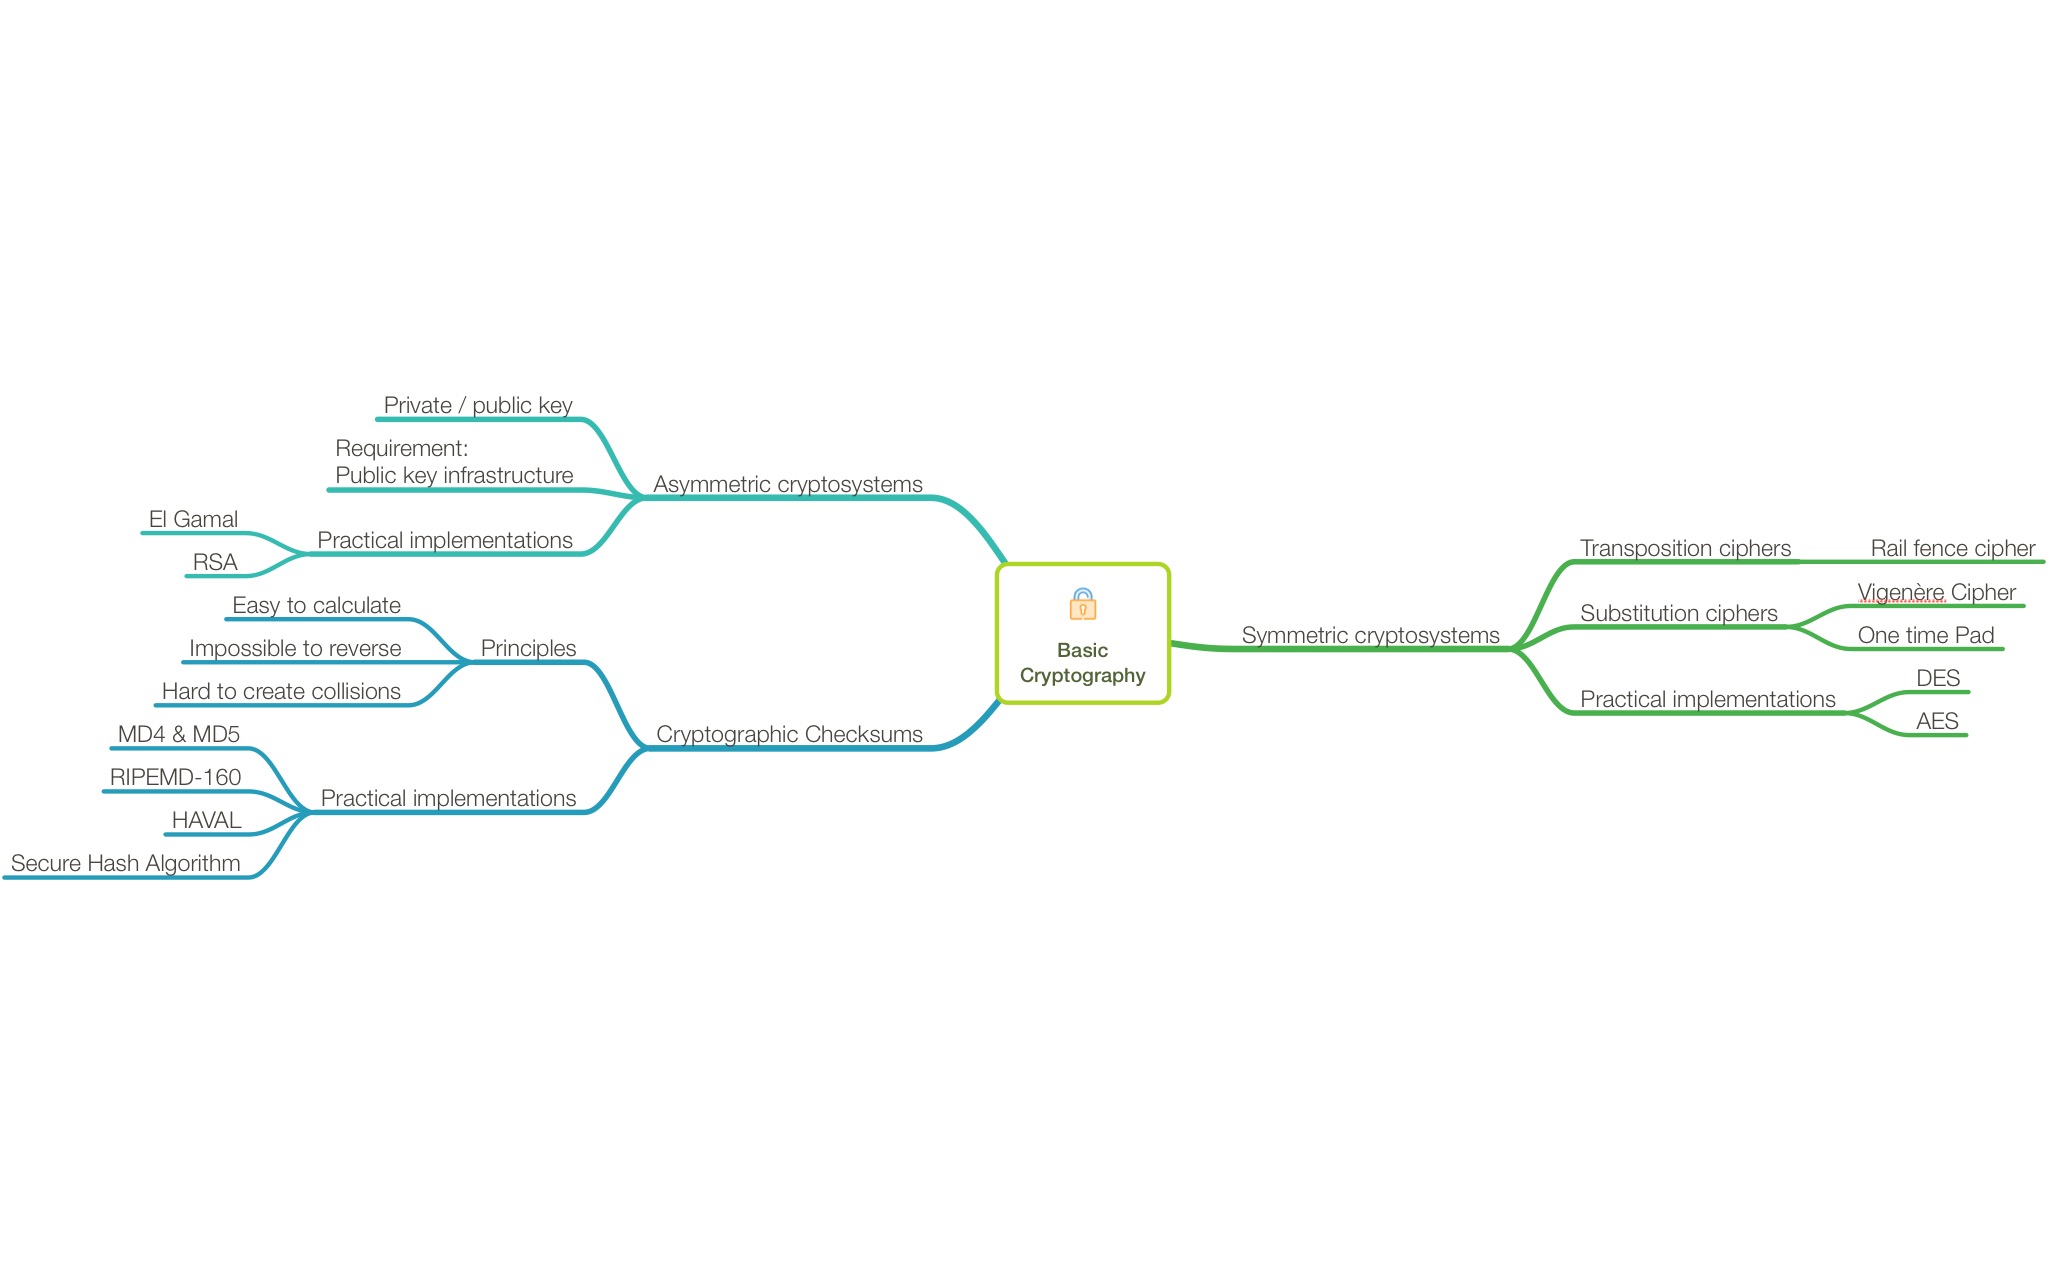 Private / public key
Requirement:
Public key infrastructure
Asymmetric cryptosystems
El Gamal
Practical implementations
RSA
Easy to calculate
Impossible to reverse
Principles
Hard to create collisions
MD4 & MD5
Cryptographic Checksums
RIPEMD-160
Practical implementations
HAVAL
Secure Hash Algorithm
Basic
Cryptography
Symmetric cryptosystems
Transposition ciphers
Rail fence cipher
Substitution ciphers
Vigenère Cipher
One time Pad
Practical implementations
DES
AES